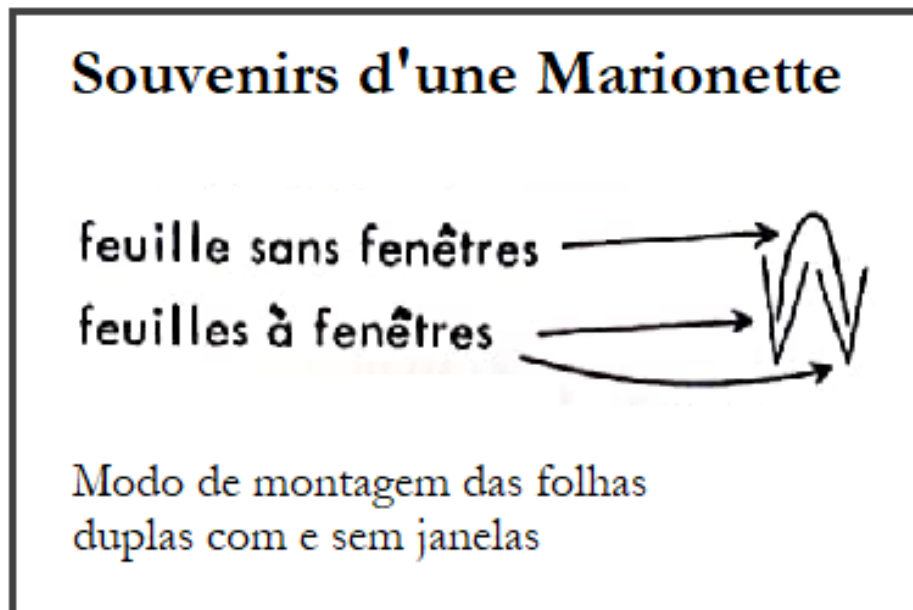 Souvenirs d'une Marionette
feuille sans fenêtres
feuilles à fenêtres
Modo de montagem das folhas
duplas com e sem janelas